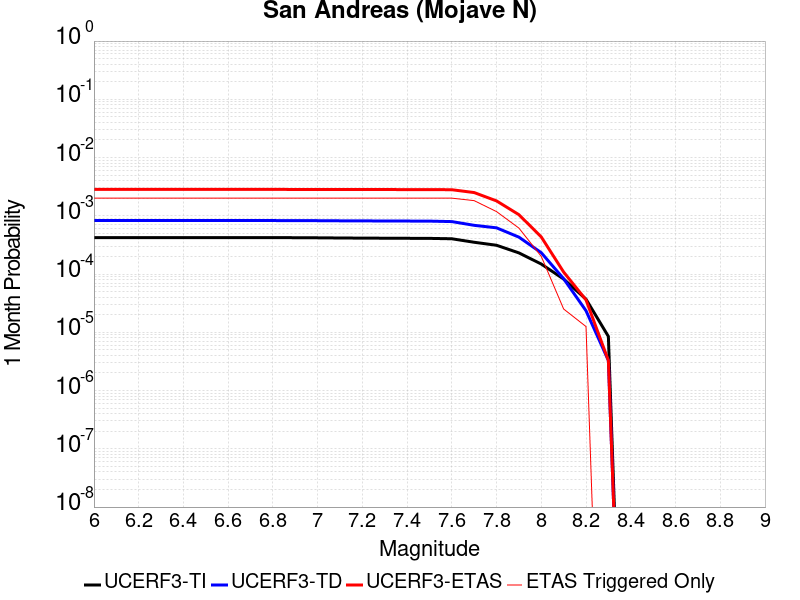 San Andreas (Mojave N)
10^0
10^-1
10^-2
10^-3
10^-4
10^-5
10^-6
10^-7
10^-8
1 Month Probability
6 6.2 6.4 6.6 6.8 7 7.2 7.4 7.6 7.8 8 8.2 8.4 8.6 8.8 9
Magnitude
UCERF3-TI UCERF3-TD UCERF3-ETAS ETAS Triggered Only